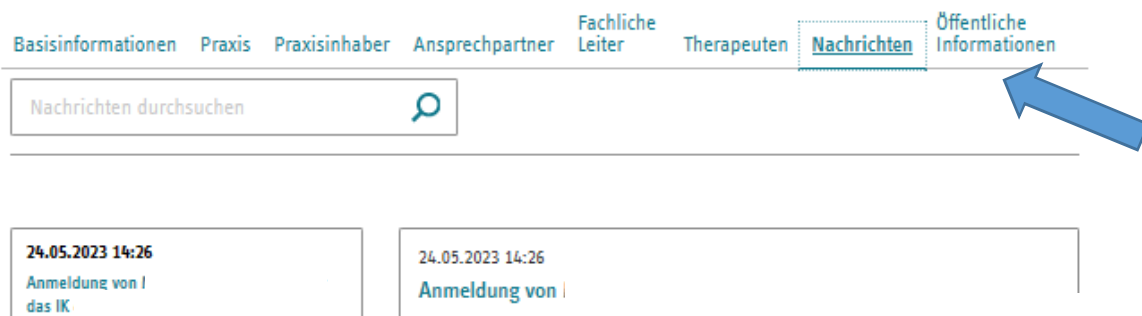 Basisinformationen Praxis Praxisinhaber Ansprechpartner Fachliche Leiter Therapeuten Nachrichten Öffentliche Informationen
Nachrichten durchsuchen
24.05.2023 14:26
Anmeldung von
das IK
24.05.2023 14:26
Anmeldung von